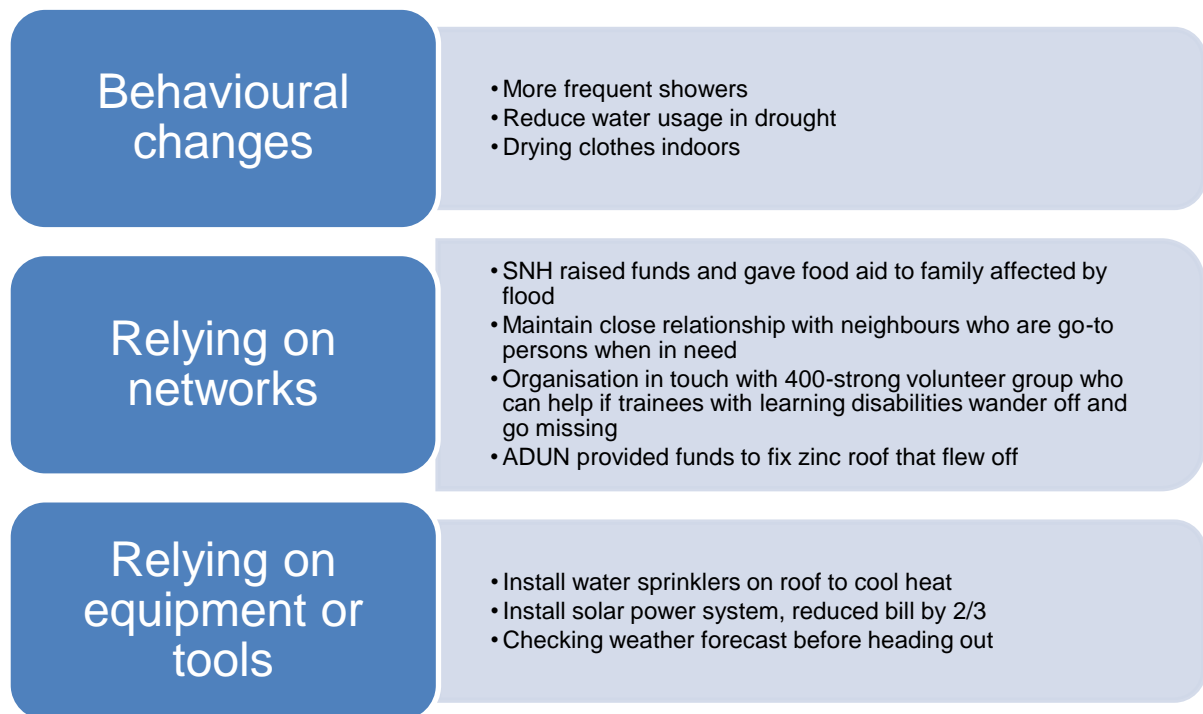 Behavioural
changes
• More frequent showers
• Reduce water usage in drought
• Drying clothes indoors
Relying on
networks
• SNH raised funds and gave food aid to family affected by
flood
• Maintain close relationship with neighbours who are go-to
persons when in need
• Organisation in touch with 400-strong volunteer group who
can help if trainees with learning disabilities wander off and
go missing
• ADUN provided funds to fix zinc roof that flew off
Relying on
equipment or
tools
• Install water sprinklers on roof to cool heat
• Install solar power system, reduced bill by 2/3
• Checking weather forecast before heading out